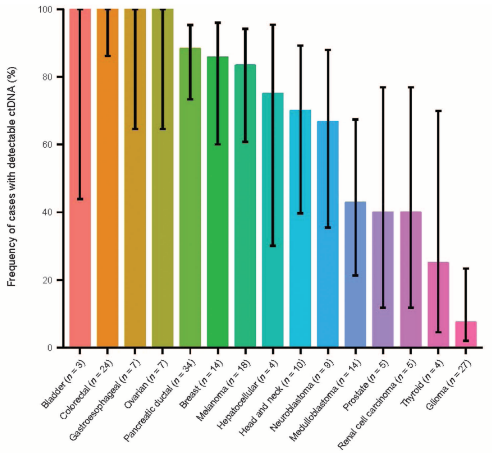 Frequency of cases with detectable ctDNA (%)
100
80
60
40
20
0
Bladder (n = 3)
Colorectal (n = 24)
Gastroesophageal (n = 7)
Ovarian (n = 7)
Pancreatic ductal (n = 34)
Breast (n = 14)
Melanoma (n = 18)
Hepatocellular (n = 4)
Head and neck (n = 10)
Neuroblastoma (n = 9)
Medulloblastoma (n = 14)
Prostate (n = 5)
Renal cell carcinoma (n = 5)
Thyroid (n = 4)
Glioma (n = 27)